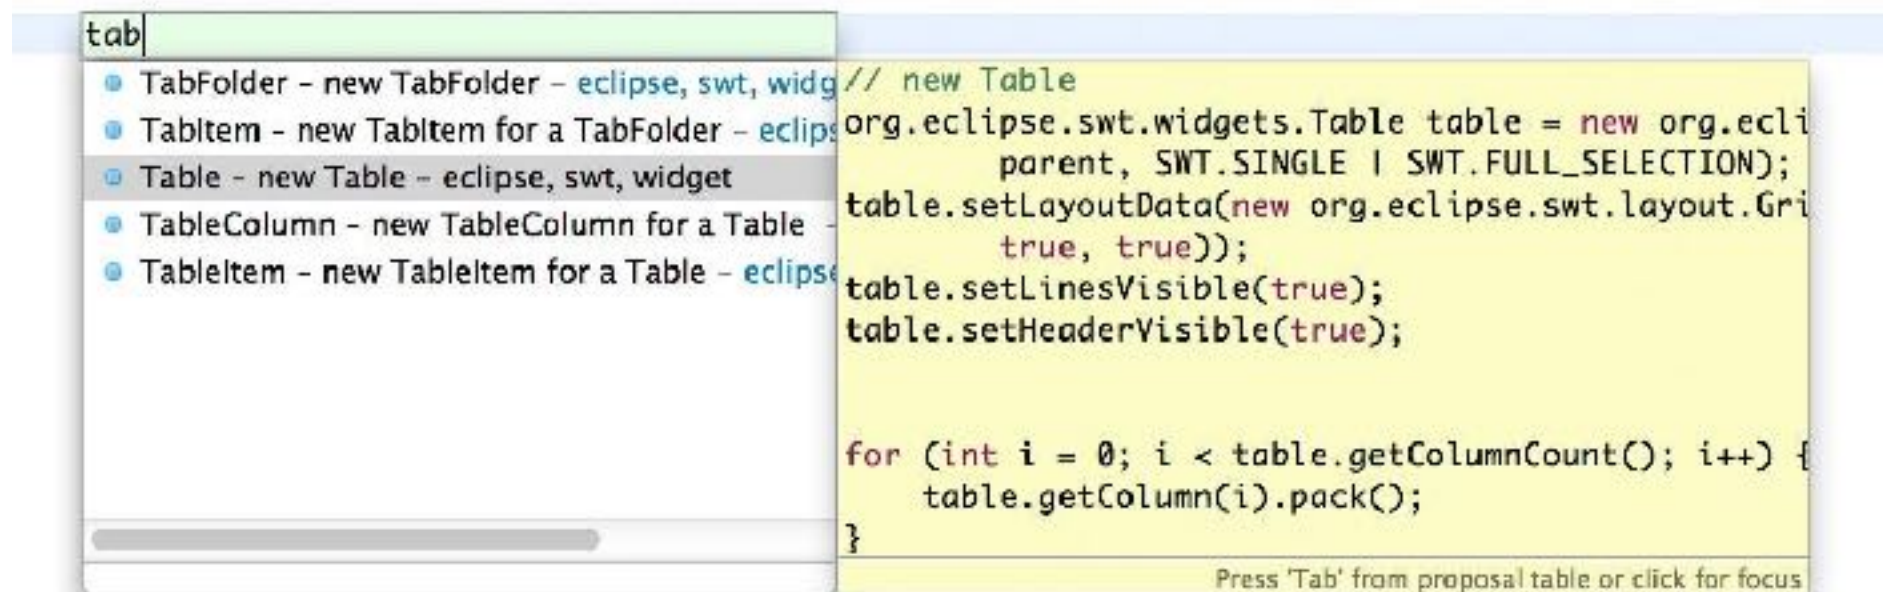 tab
TabFolder - new TabFolder - eclipse, swt, widg
TabItem - new TabItem for a TabFolder - eclips
Table - new Table - eclipse, swt, widget
TableColumn - new TableColumn for a Table -
TableItem - new TableItem for a Table - eclipse
// new Table
org.eclipse.swt.widgets.Table table = new org.ecli
parent, SWT.SINGLE | SWT.FULL_SELECTION);
table.setLayoutData(new org.eclipse.swt.layout.Gri
true, true));
table.setLinesVisible(true);
table.setHeaderVisible(true);
for (int i = 0; i < table.getColumnCount(); i++) {
table.getColumn(i).pack();
}
Press 'Tab' from proposal table or click for focus